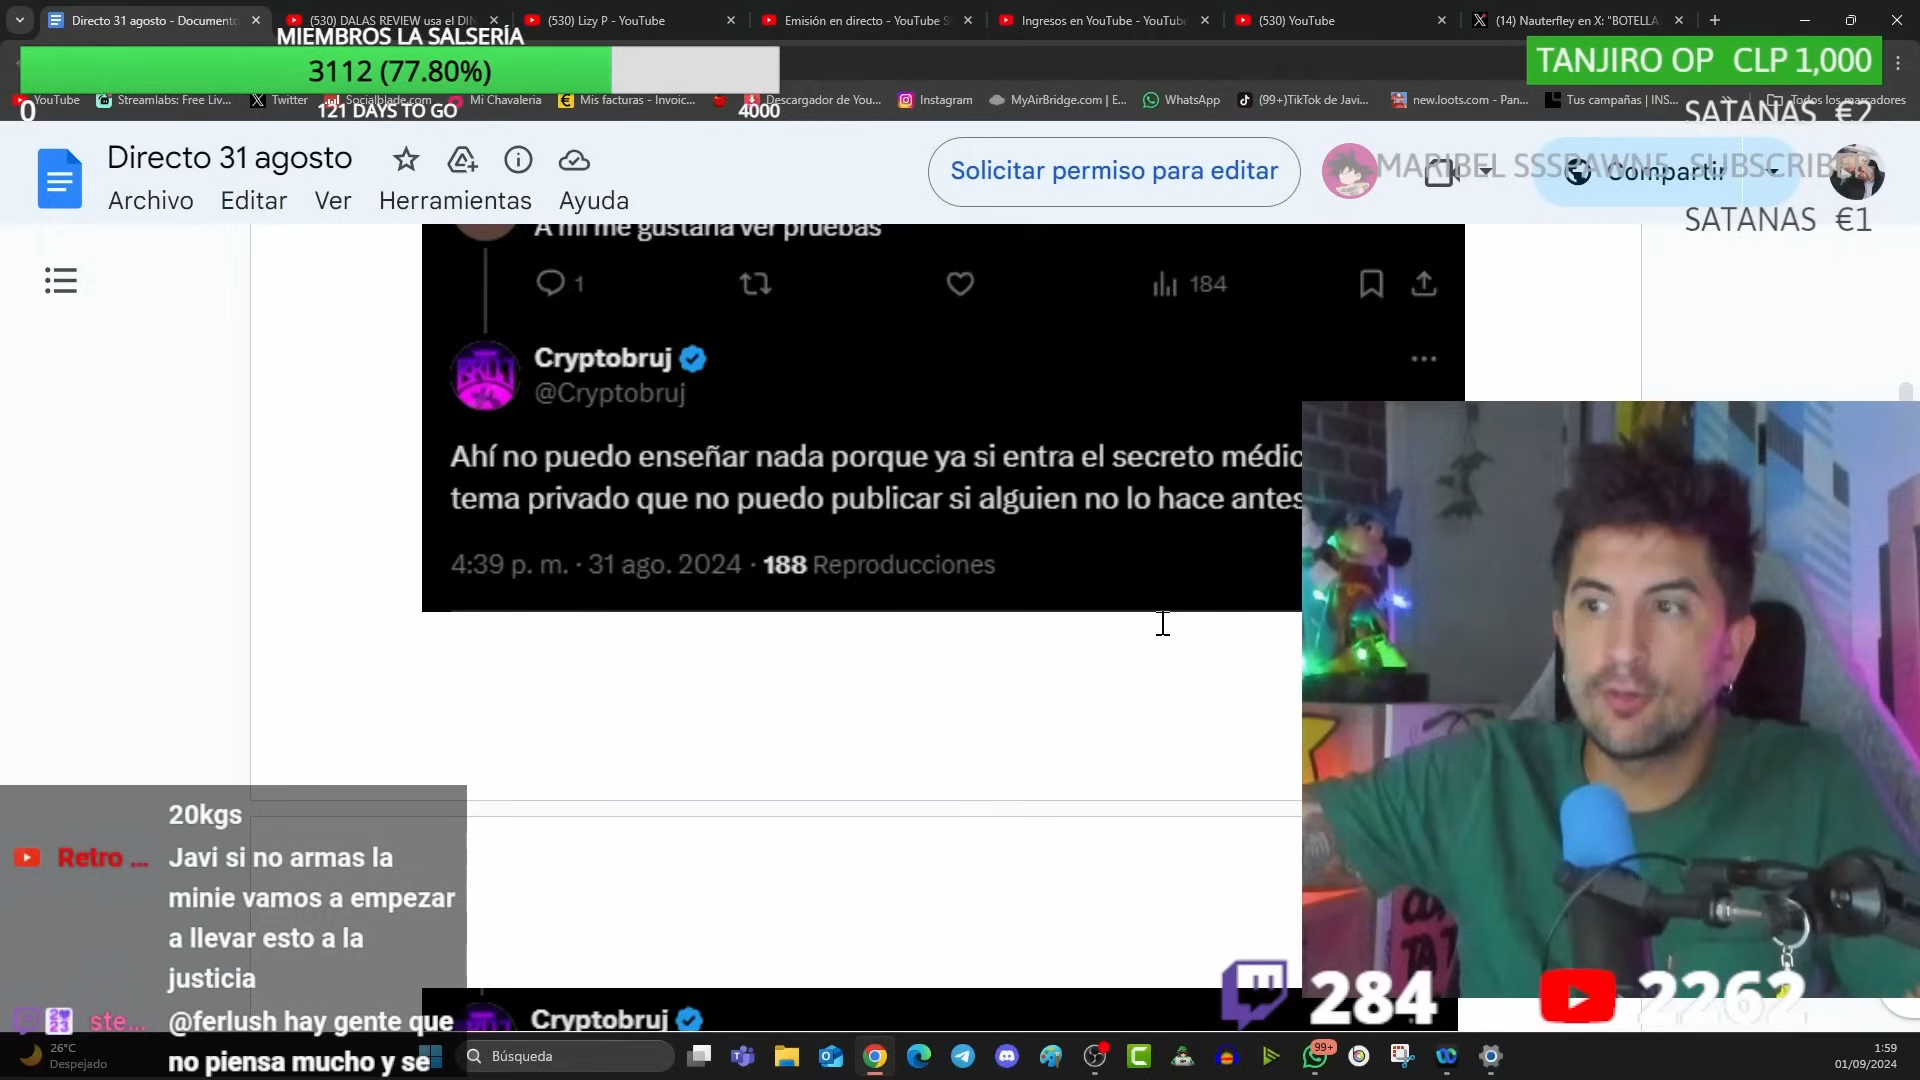 Directo 31 agosto - Documento
(530) DALAS REVIEW usa el DIN
(530) Lizy P - YouTube
Emisión en directo - YouTube S
Ingresos en YouTube - YouTube
(530) YouTube
(14) Nauterfley en X: "BOTELLA
MIEMBROS LA SALSERÍA
3112 (77.80%)
TANJIRO OP CLP 1,000
YouTube
Streamlabs: Free Liv...
Twitter
Socialblade.com
Mi Chavaleria
Mis facturas - Invoic...
Descargador de You...
Instagram
MyAirBridge.com | E...
WhatsApp
(99+)TikTok de Javi...
new.loots.com - Pan...
Tus campañas | INS...
Todos los marcadores
0
121 DAYS TO GO
4000
SATANAS €2
Directo 31 agosto
Solicitar permiso para editar
MARIBEL SSSPAWN5 SUBSCRIBE
Compartir
Archivo
Editar
Ver
Herramientas
Ayuda
SATANAS €1
A mi me gustaría ver pruebas
1
184
Cryptobruj
@Cryptobruj
Ahí no puedo enseñar nada porque ya si entra el secreto médic
tema privado que no puedo publicar si alguien no lo hace antes
4:39 p. m. · 31 ago. 2024 · 188 Reproducciones
20kgs
Retro ...
Javi si no armas la
minie vamos a empezar
a llevar esto a la
justicia
ste...
@ferlush hay gente que
no piensa mucho y se
Cryptobruj
284
2262
26°C
Despejado
Búsqueda
99+
1:59
01/09/2024